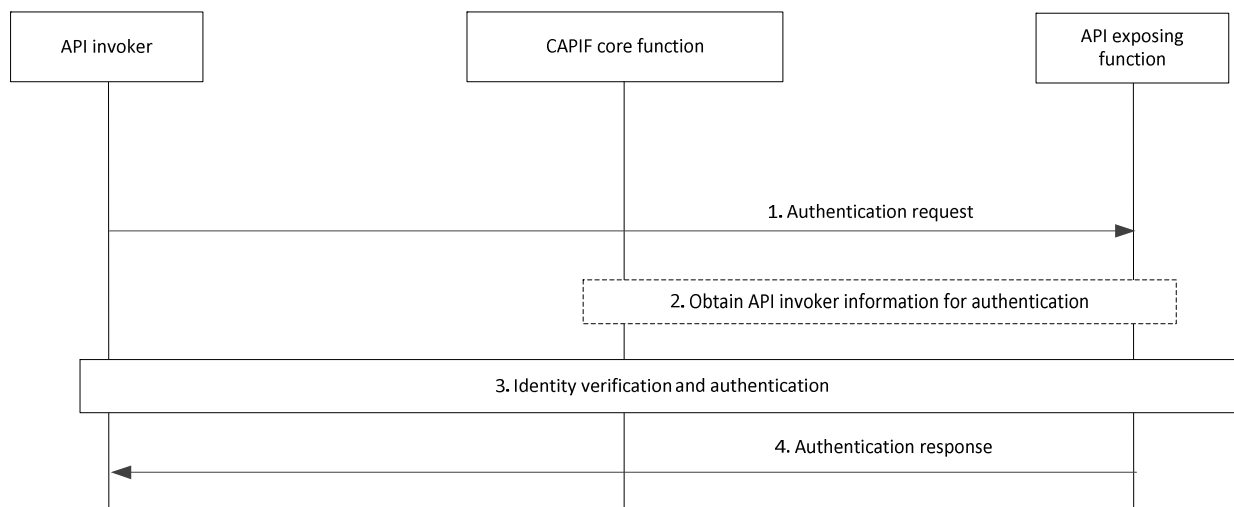 API invoker
CAPIF core function
API exposing
function
1. Authentication request
2. Obtain API invoker information for authentication
3. Identity verification and authentication
4. Authentication response